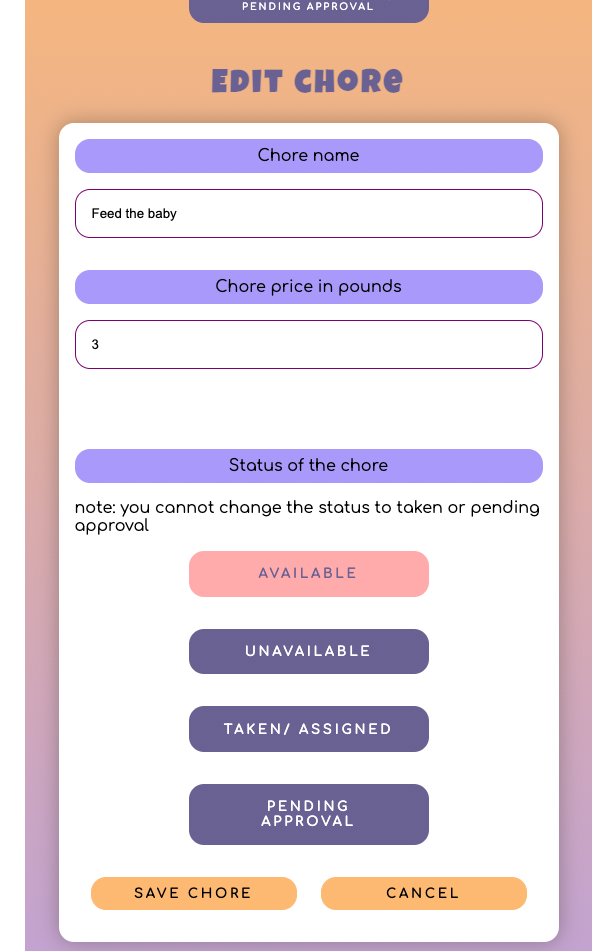 PENDING APPROVAL
EDIT CHORE
Chore name
Feed the baby
Chore price in pounds
3
Status of the chore
note: you cannot change the status to taken or pending
approval
AVAILABLE
UNAVAILABLE
TAKEN/ ASSIGNED
PENDING
APPROVAL
SAVE CHORE CANCEL